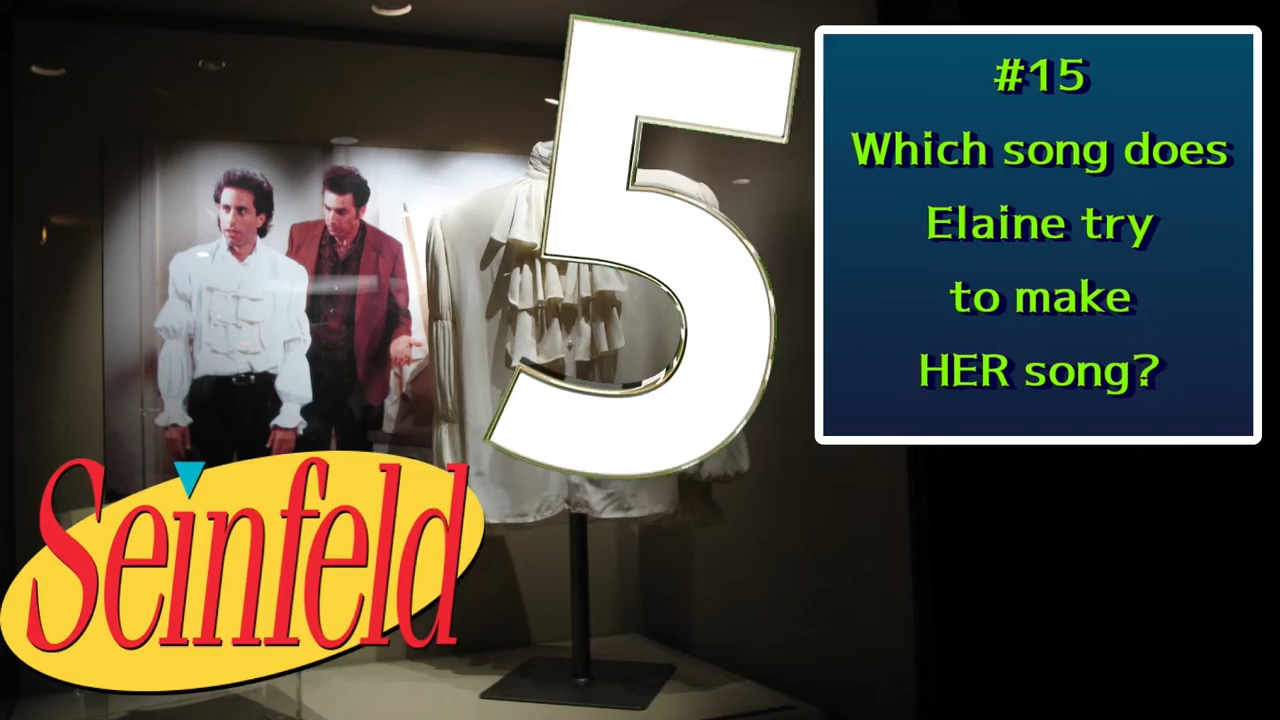 5
#15
Which song does
Elaine try
to make
HER song?
Seinfeld